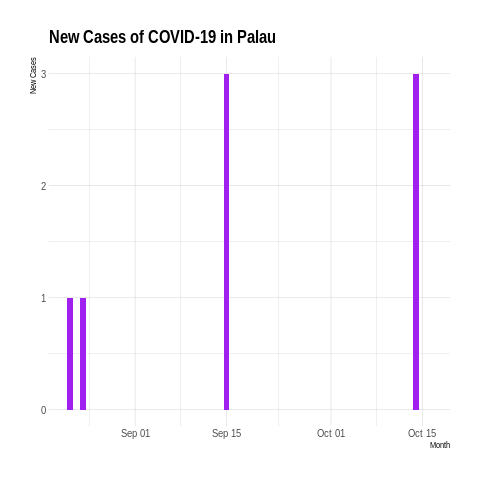 New Cases of COVID-19 in Palau
New Cases
3
2
1
0
Sep 01
Sep 15
Oct 01
Oct 15
Month